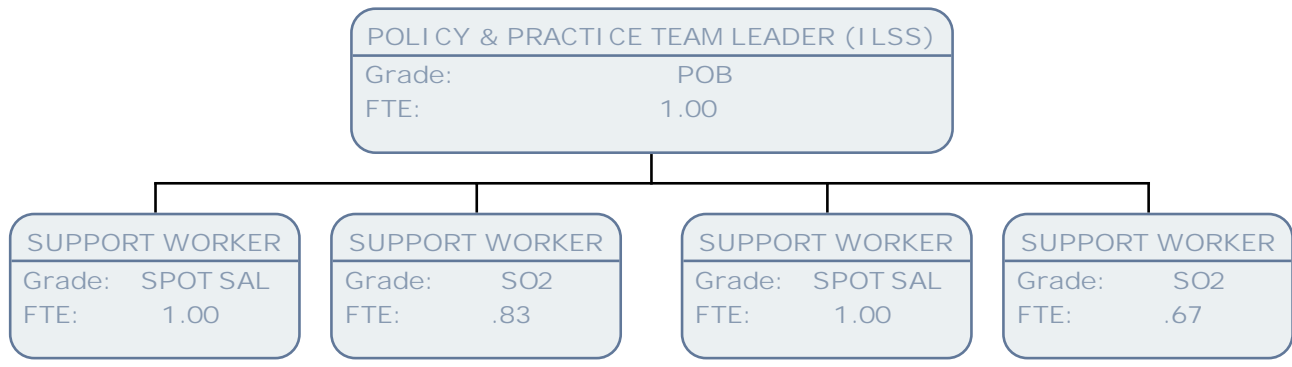 POLICY & PRACTICE TEAM LEADER (ILSS)
Grade: POB
FTE: 1.00
SUPPORT WORKER
Grade: SPOT SAL
FTE: 1.00
SUPPORT WORKER
Grade: SO2
FTE: .83
SUPPORT WORKER
Grade: SPOT SAL
FTE: 1.00
SUPPORT WORKER
Grade: SO2
FTE: .67